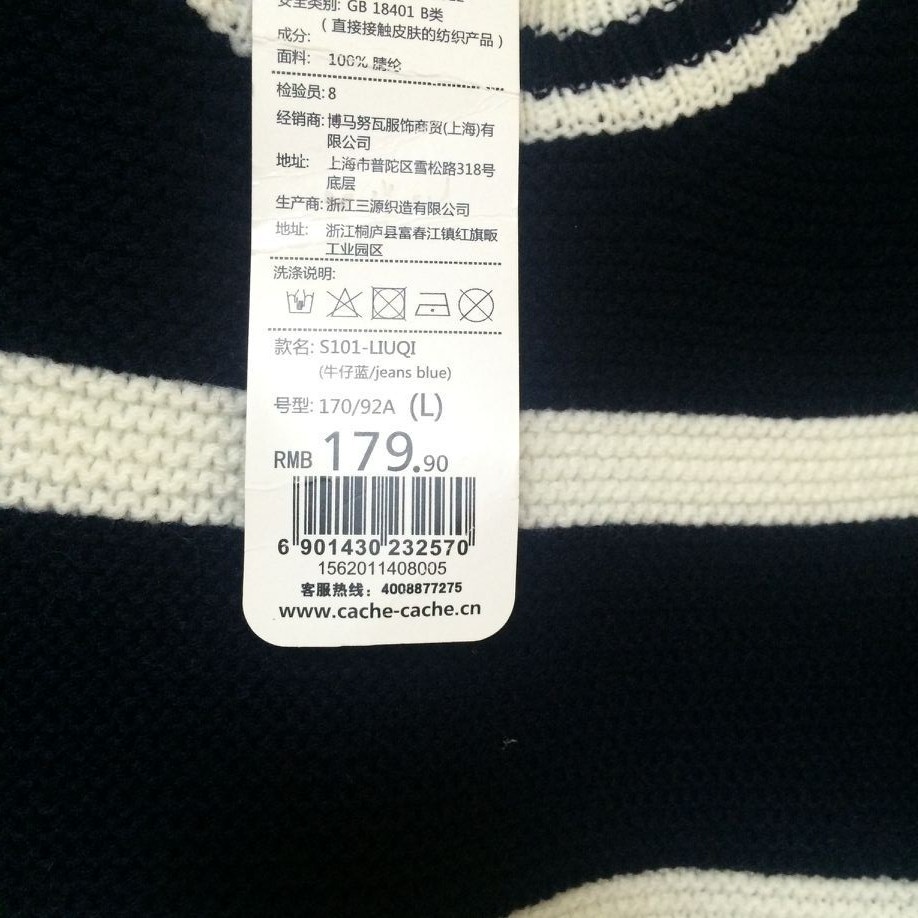 安全类别: GB 18401 B类
( 直接接触皮肤的纺织产品 )
成分:
面料: 100% 腈纶
检验员: 8
经销商: 博马努瓦服饰商贸(上海)有
限公司
地址: 上海市普陀区雪松路318号
底层
生产商: 浙江三源织造有限公司
地址: 浙江桐庐县富春江镇红旗畈
工业园区
洗涤说明:
款名: S101-LIUQI
(牛仔蓝/jeans blue)
号型: 170/92A (L)
RMB 179.90
6 901430 232570
1562011408005
客服热线: 4008877275
www.cache-cache.cn